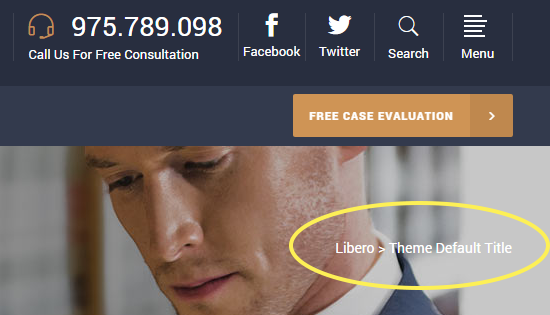 975.789.098
Call Us For Free Consultation
Facebook
Twitter
Search
Menu
FREE CASE EVALUATION
Libero > Theme Default Title